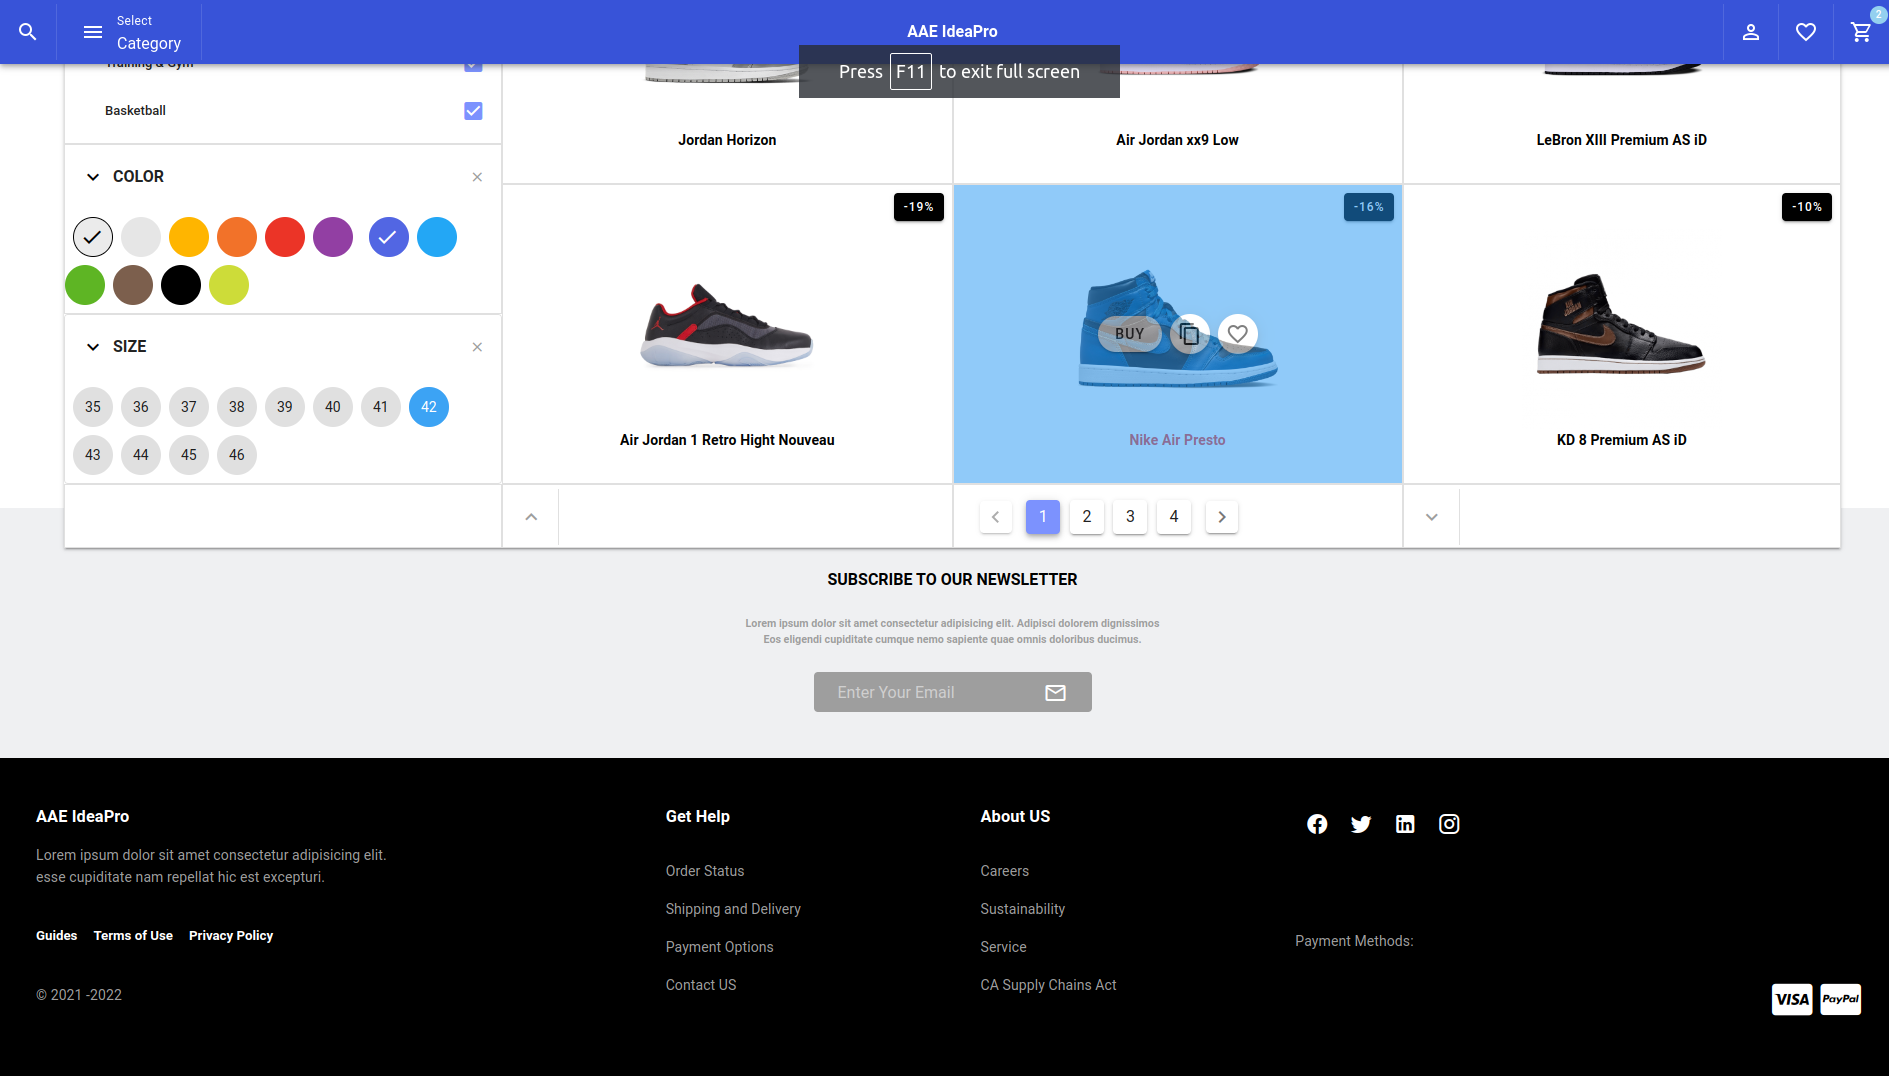 Select
Category
AAE IdeaPro
2
Press F11 to exit full screen
Training & Gym
Basketball
Jordan Horizon
Air Jordan xx9 Low
LeBron XIII Premium AS iD
COLOR
-19%
-16%
-10%
SIZE
BUY
35 36 37 38 39 40 41 42
43 44 45 46
Air Jordan 1 Retro Hight Nouveau
Nike Air Presto
KD 8 Premium AS iD
1 2 3 4
SUBSCRIBE TO OUR NEWSLETTER
Lorem ipsum dolor sit amet consectetur adipisicing elit. Adipisci dolorem dignissimos
Eos eligendi cupiditate cumque nemo sapiente quae omnis doloribus ducimus.
Enter Your Email
AAE IdeaPro
Lorem ipsum dolor sit amet consectetur adipisicing elit.
esse cupiditate nam repellat hic est excepturi.
Guides Terms of Use Privacy Policy
© 2021 -2022
Get Help
Order Status
Shipping and Delivery
Payment Options
Contact US
About US
Careers
Sustainability
Service
CA Supply Chains Act
Payment Methods:
VISA PayPal